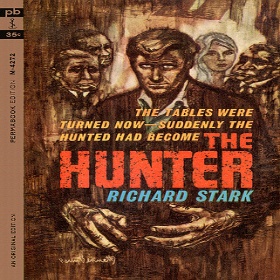 pb
35¢
PERMABOOK EDITION M-4272
AN ORIGINAL EDITION
THE TABLES WERE
TURNED NOW—SUDDENLY THE
HUNTED HAD BECOME THE
HUNTER
RICHARD STARK